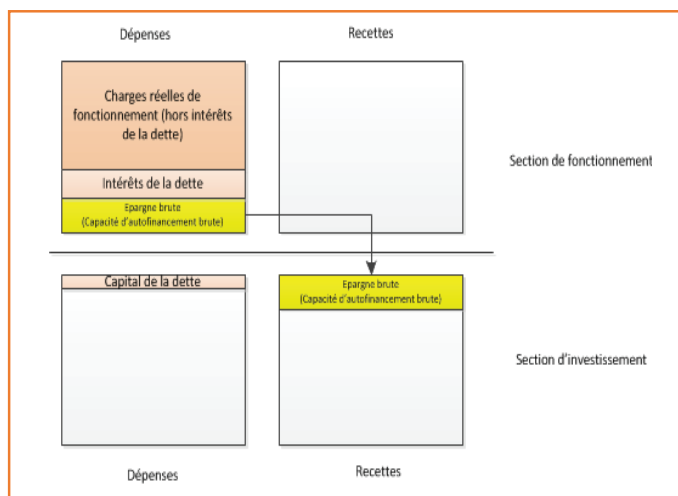 Dépenses
Recettes
Charges réelles de
fonctionnement (hors intérêts
de la dette)
Intérêts de la dette
Epargne brute
(Capacité d'autofinancement brute)
Section de fonctionnement
Capital de la dette
Epargne brute
(Capacité d'autofinancement brute)
Section d'investissement
Dépenses
Recettes